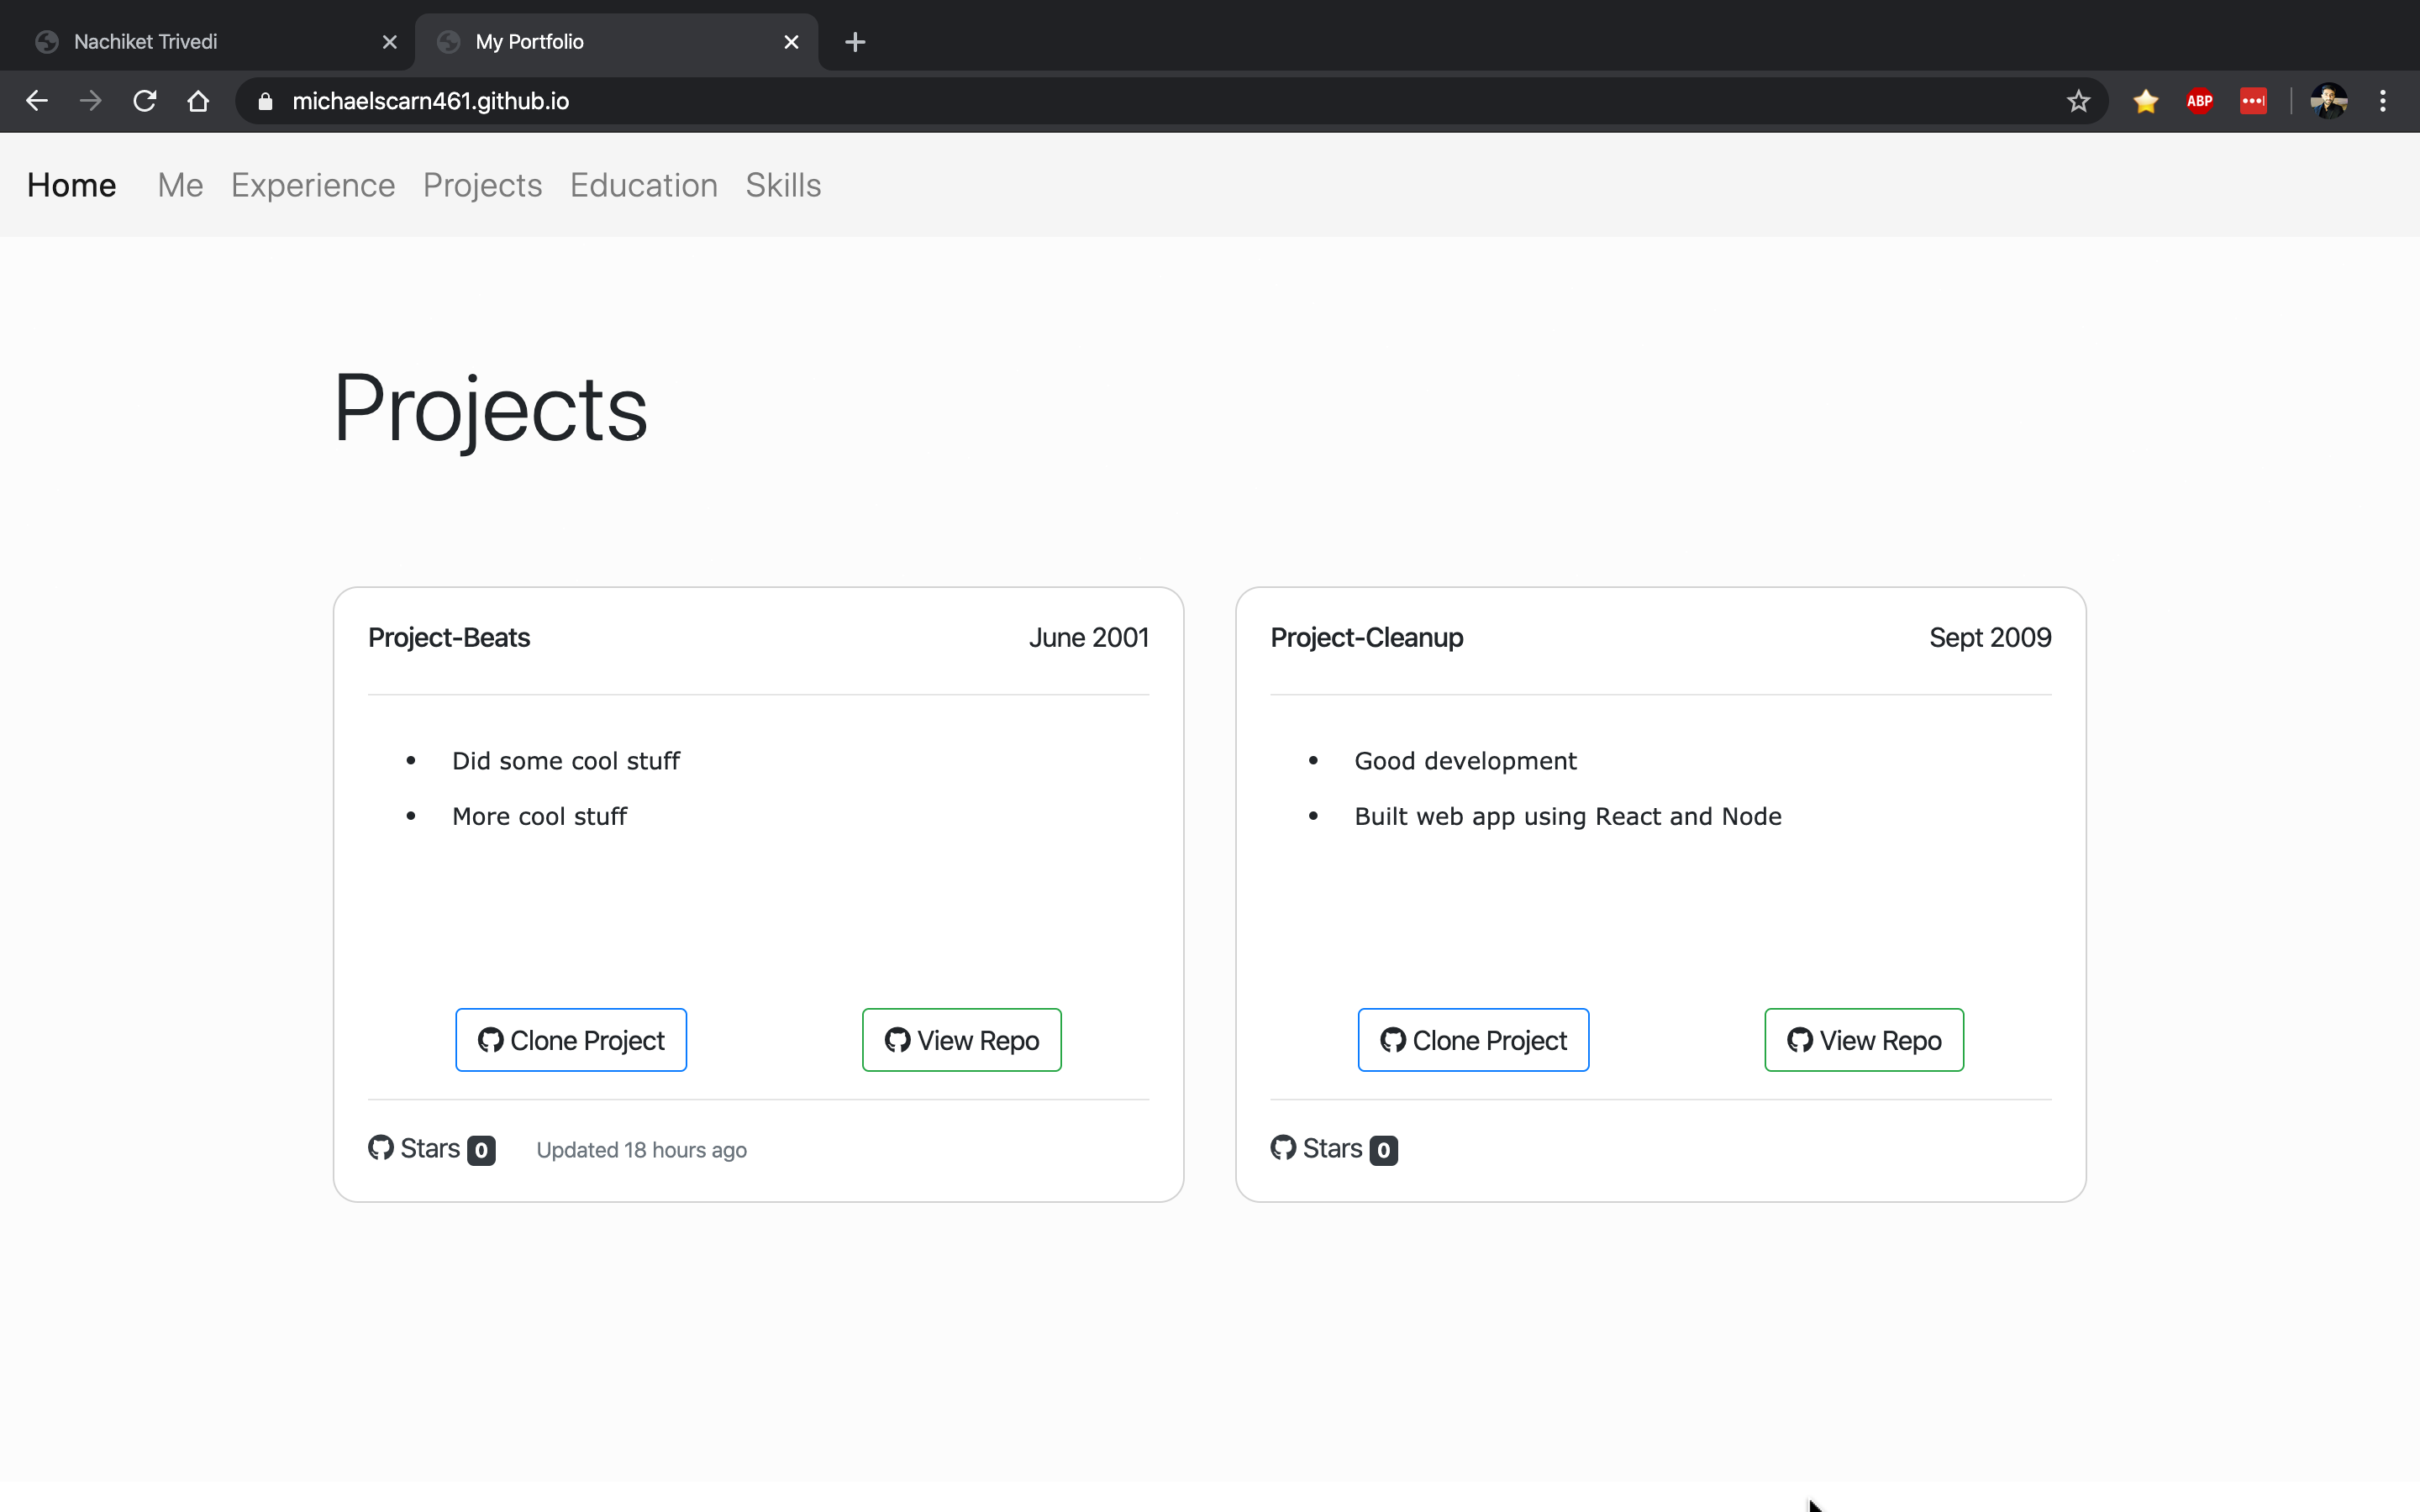 Nachiket Trivedi My Portfolio
michaelscarn461.github.io ABP
Home Me Experience Projects Education Skills
Projects
Project-Beats June 2001
Did some cool stuff
More cool stuff
Clone Project View Repo
Stars 0 Updated 18 hours ago
Project-Cleanup Sept 2009
Good development
Built web app using React and Node
Clone Project View Repo
Stars 0